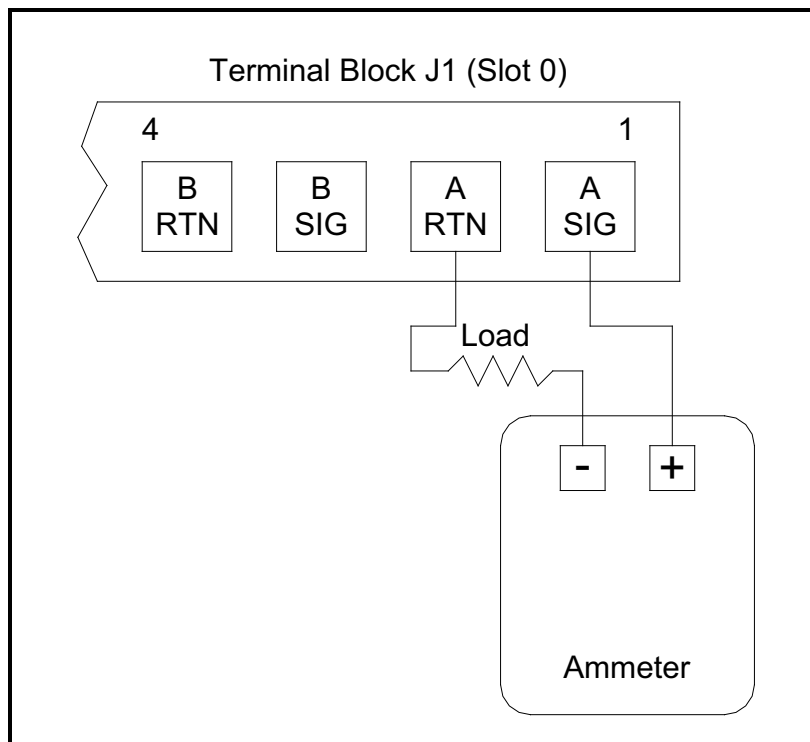 Terminal Block J1 (Slot 0)
4 1
B RTN
B SIG
A RTN
A SIG
Load
- +
Ammeter